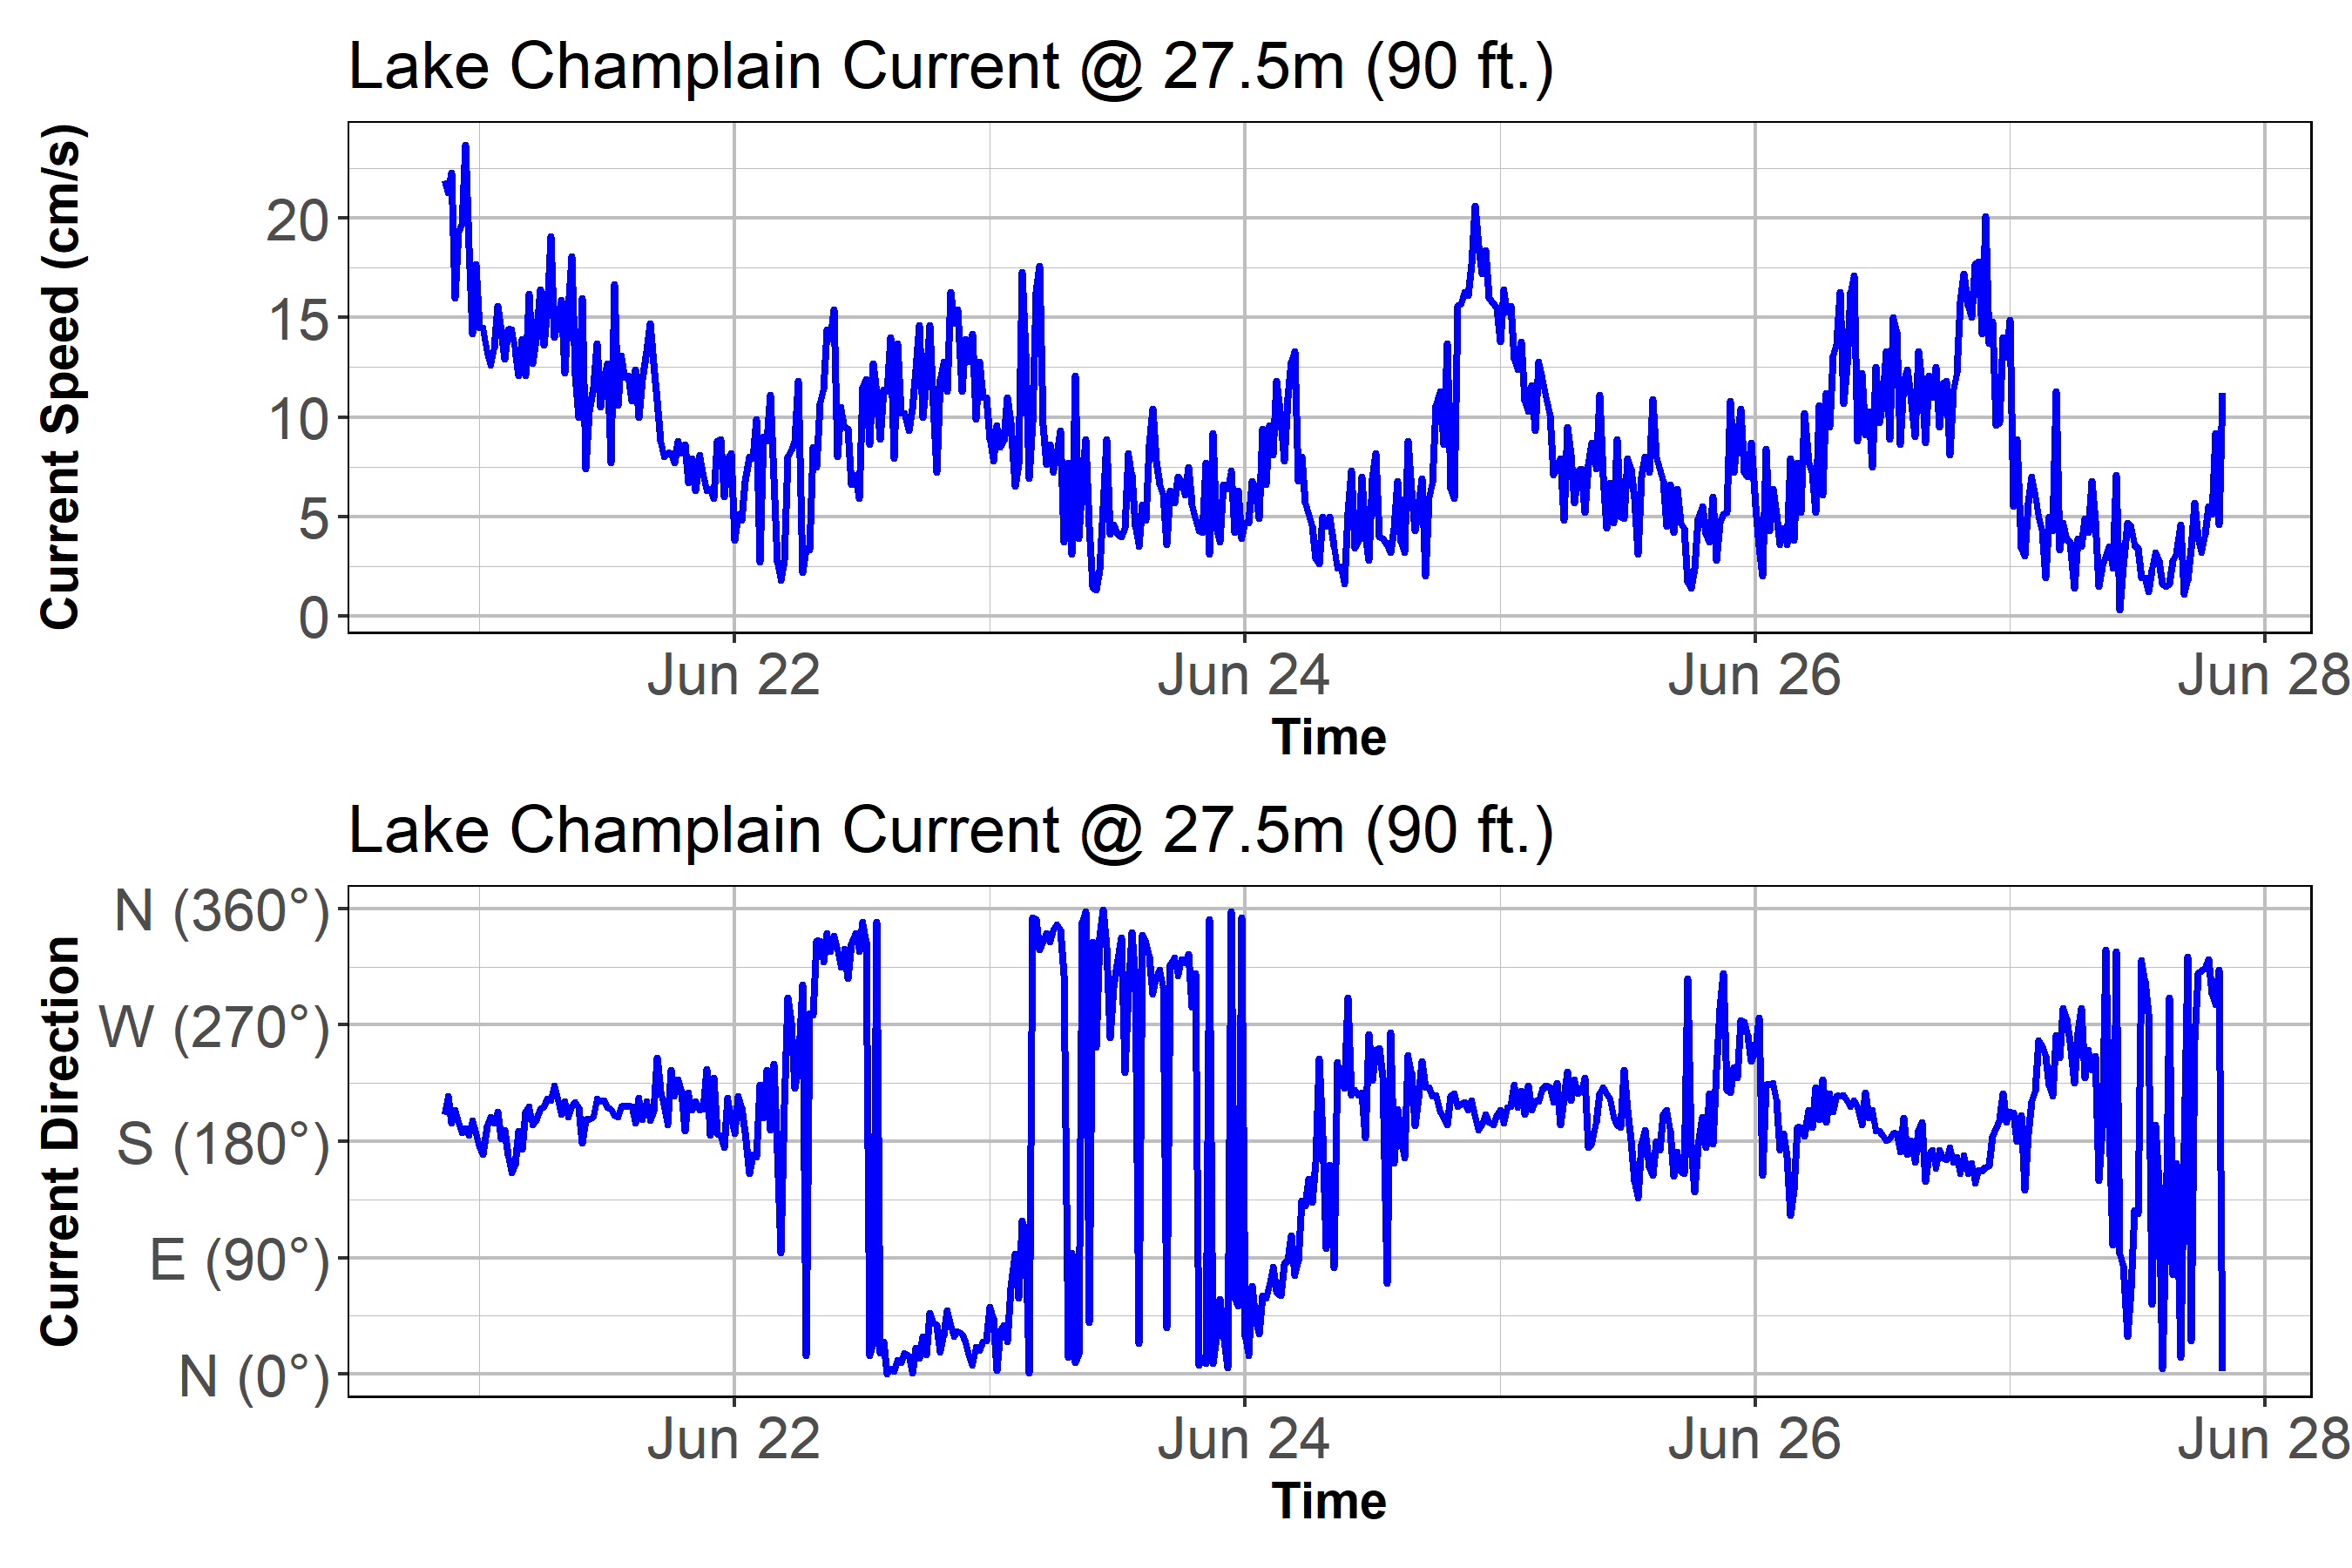 Lake Champlain Current @ 27.5m (90 ft.)
Current Speed (cm/s)
20
15
10
5
0
Jun 22 Jun 24 Jun 26 Jun 28
Time
Lake Champlain Current @ 27.5m (90 ft.)
Current Direction
N (360°)
W (270°)
S (180°)
E (90°)
N (0°)
Jun 22 Jun 24 Jun 26 Jun 28
Time